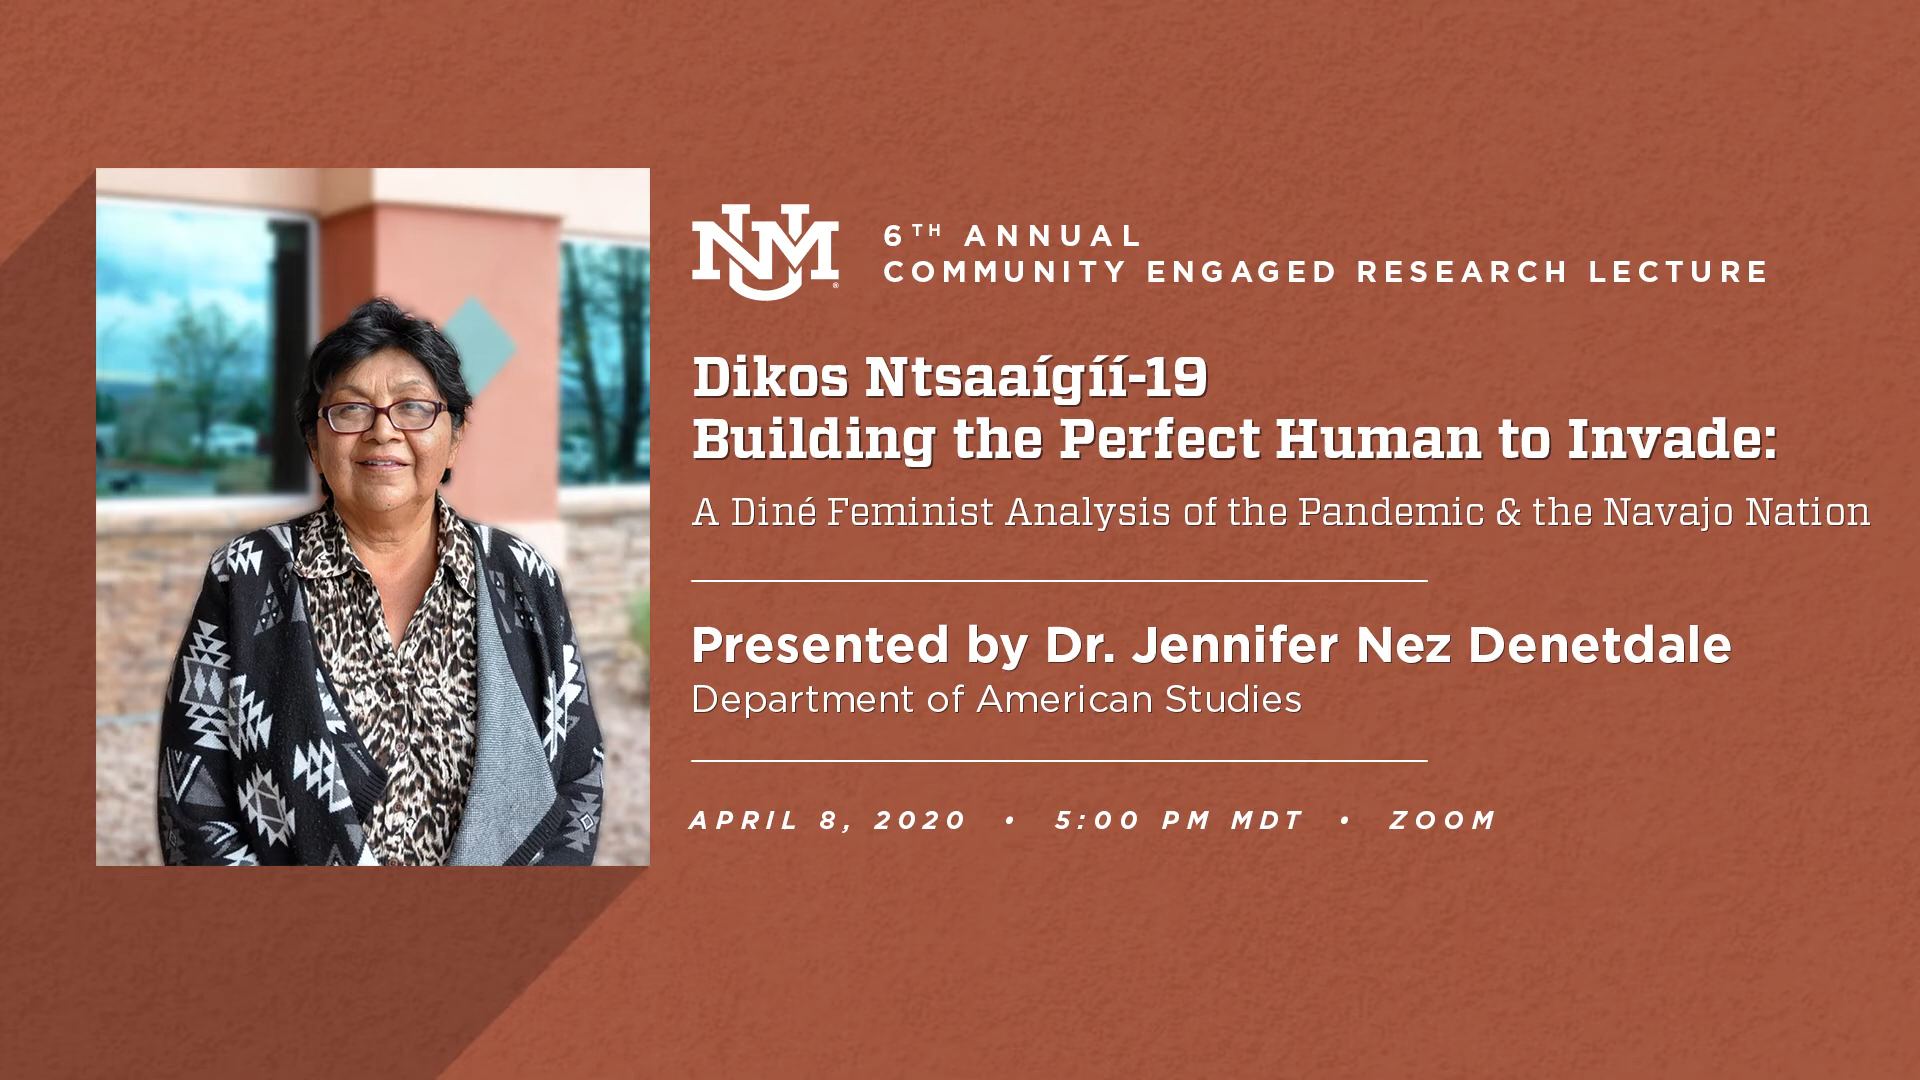 UNM ®
6TH ANNUAL
COMMUNITY ENGAGED RESEARCH LECTURE
Dikos Ntsaaígíí-19
Building the Perfect Human to Invade:
A Diné Feminist Analysis of the Pandemic & the Navajo Nation
Presented by Dr. Jennifer Nez Denetdale
Department of American Studies
APRIL 8, 2020 • 5:00 PM MDT • ZOOM